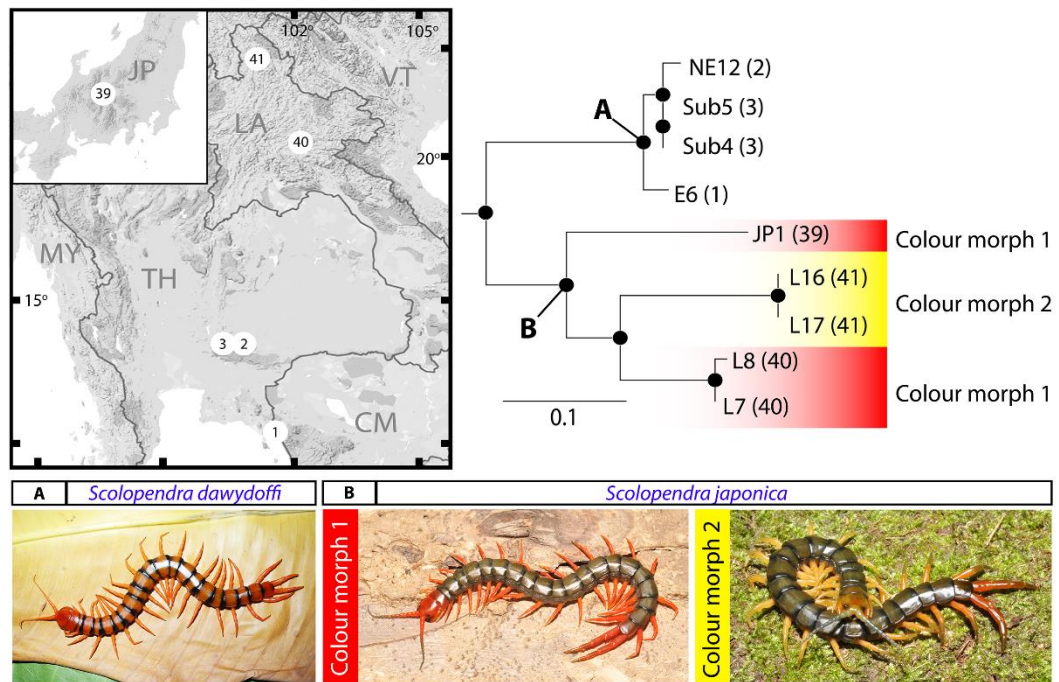 102°
105°
41
VT
JP
39
LA
40
20°
MY
TH
15°
3
2
CM
1
NE12 (2)
A
Sub5 (3)
Sub4 (3)
E6 (1)
JP1 (39)
Colour morph 1
L16 (41)
Colour morph 2
B
L17 (41)
L8 (40)
Colour morph 1
L7 (40)
0.1
A
Scolopendra dawydoffi
B
Scolopendra japonica
Colour morph 1
Colour morph 2